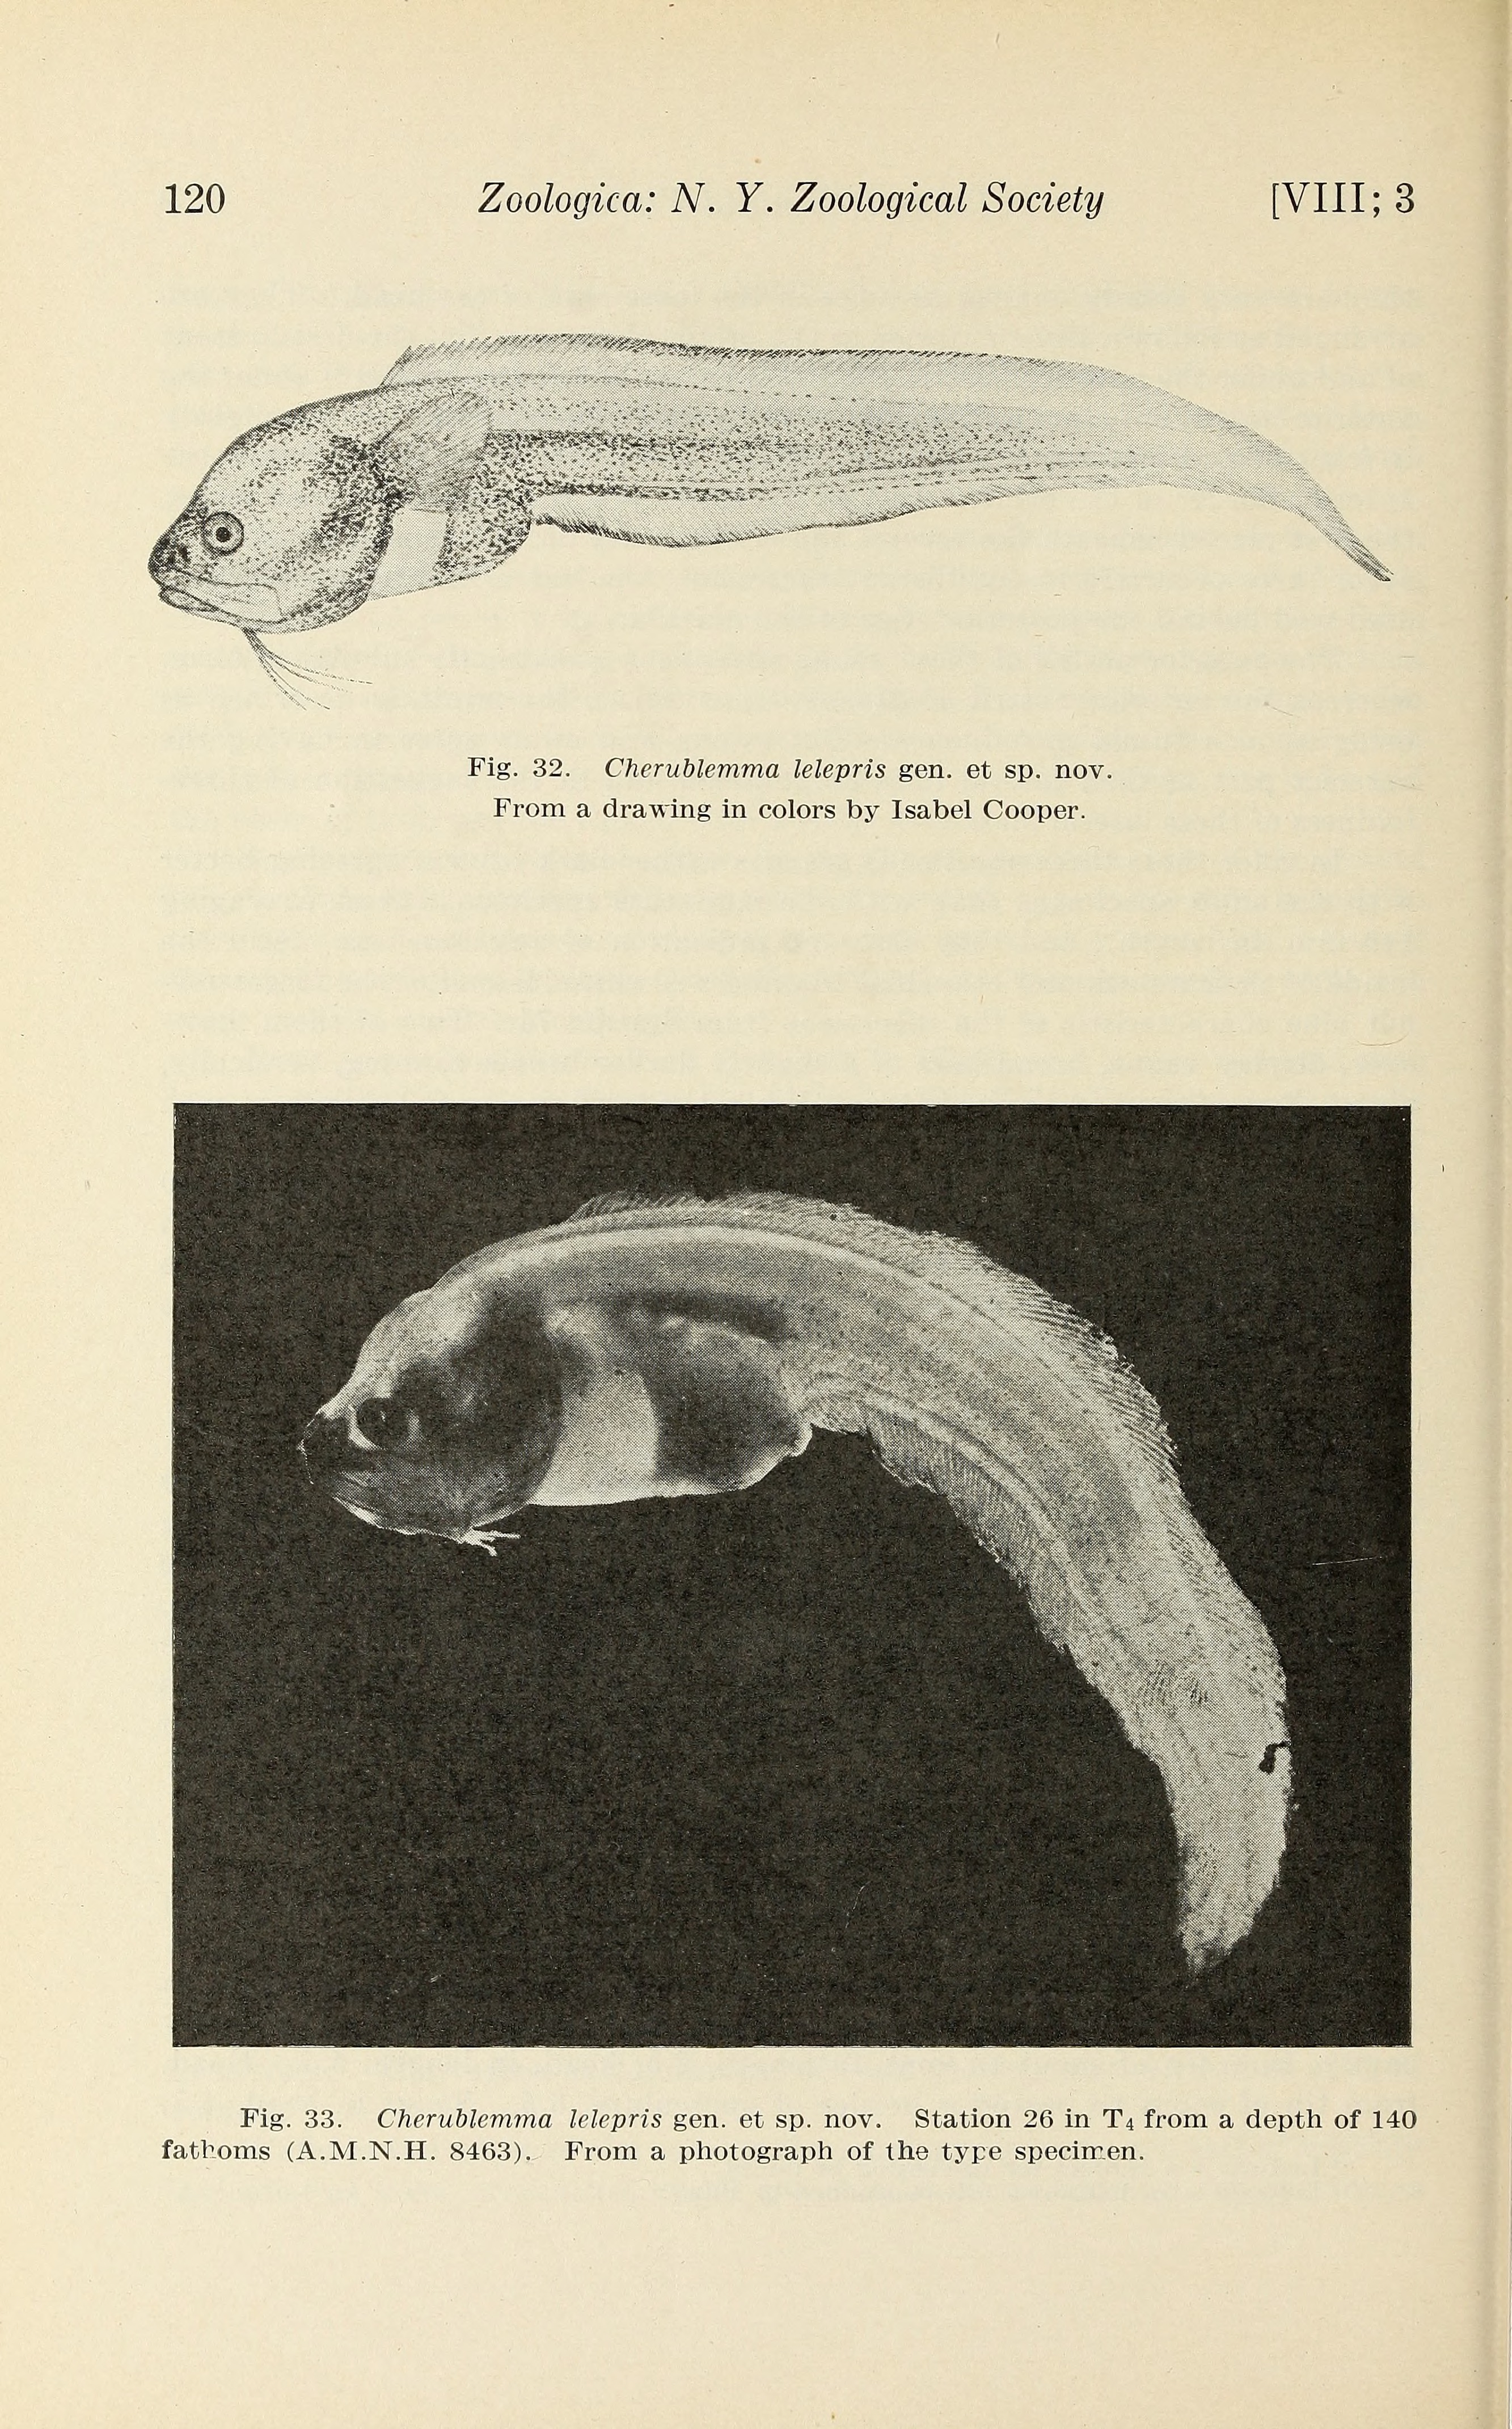 120 Zoologica: N. Y. Zoological Society [VIII; 3
Fig. 32. Cherublemma lelepris gen. et sp. nov.
From a drawing in colors by Isabel Cooper.
Fig. 33. Cherublemma lelepris gen. et sp. nov. Station 26 in T4 from a depth of 140
fathoms (A.M.N.H. 8463). From a photograph of the type specimen.